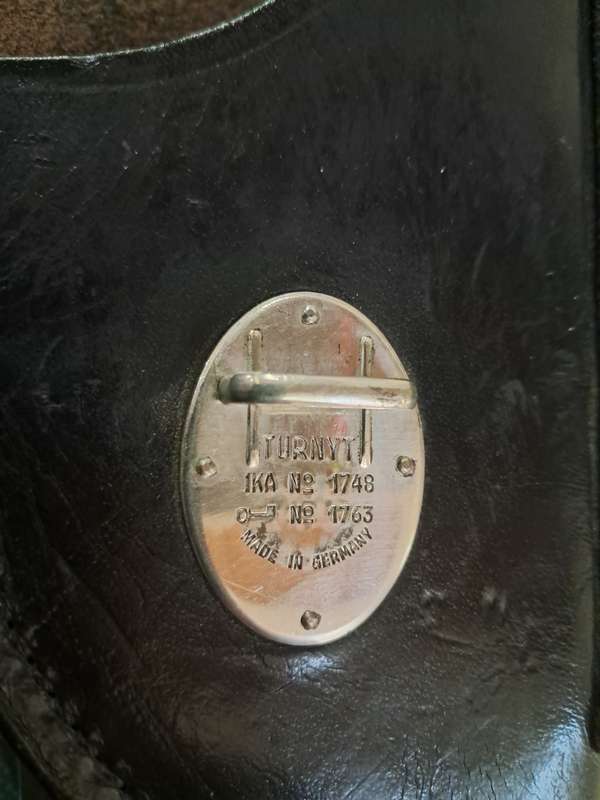 TURNYT
1KA No 1748
No 1763
MADE IN GERMANY